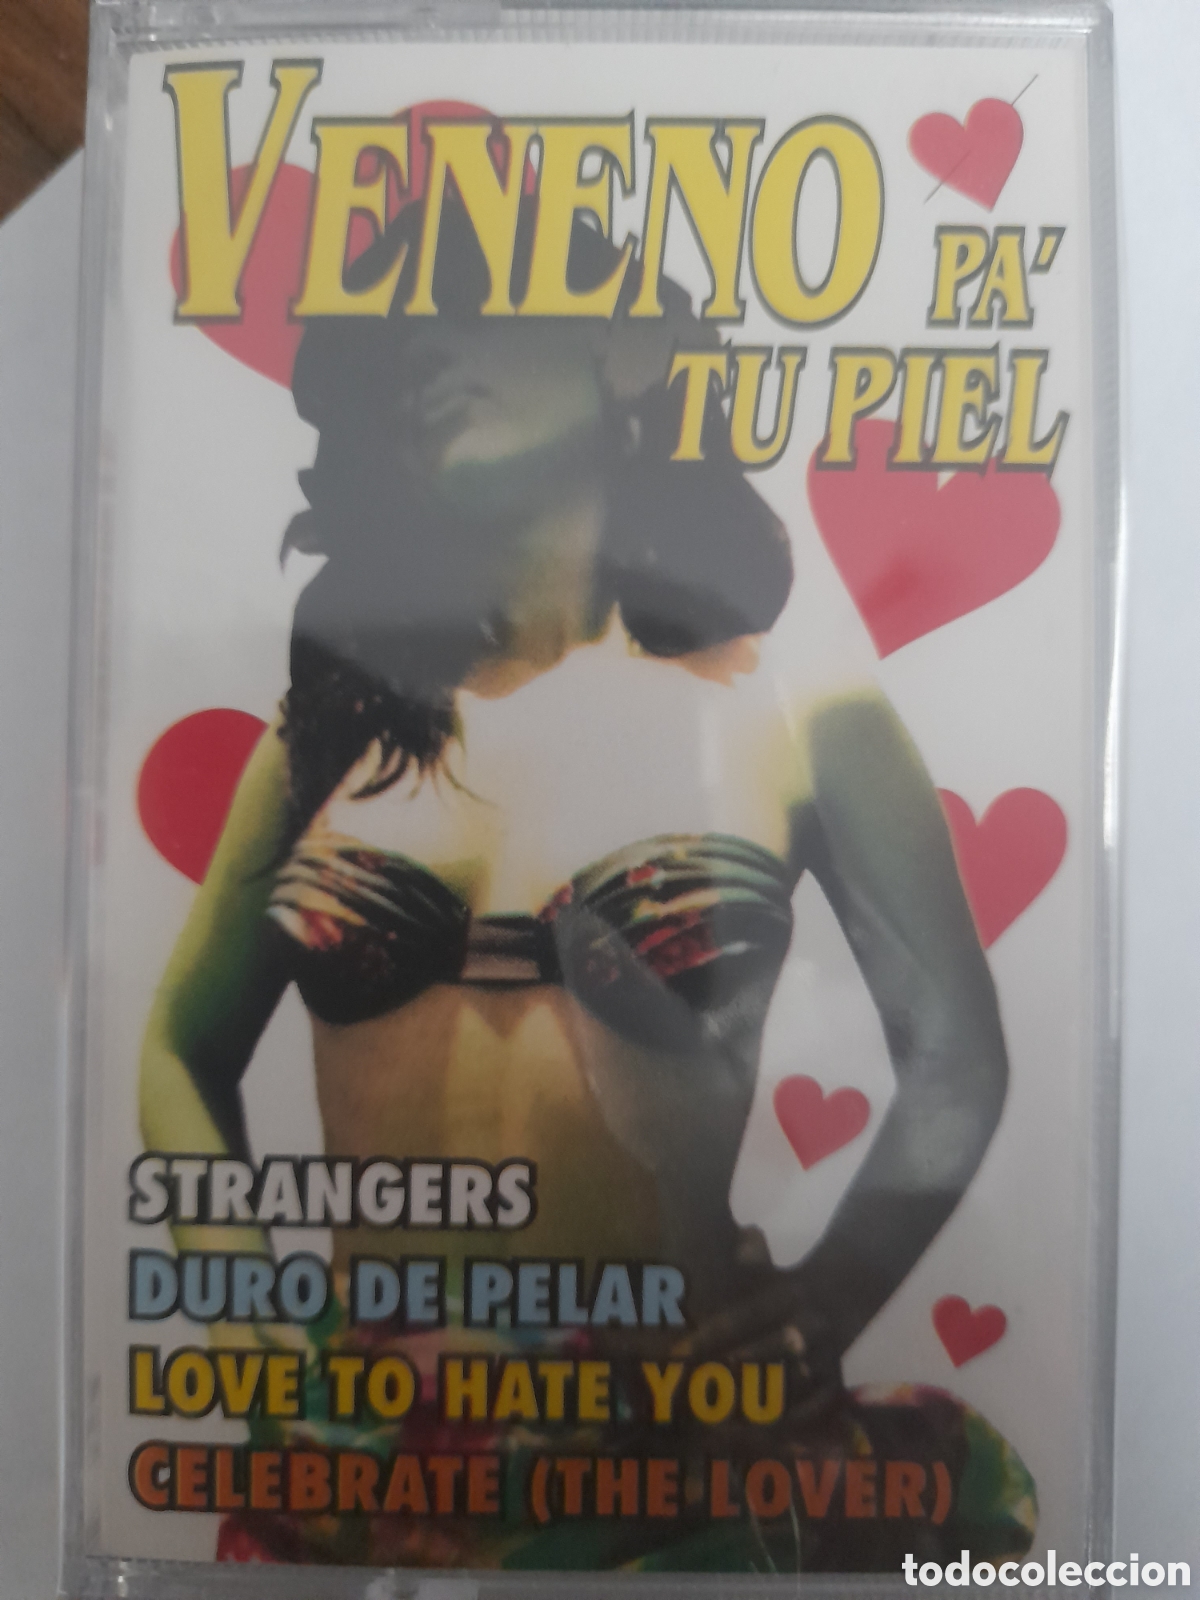 VENENO
PA'
TU PIEL
STRANGERS
DURO DE PELAR
LOVE TO HATE YOU
CELEBRATE (THE LOVER)
todocoleccion